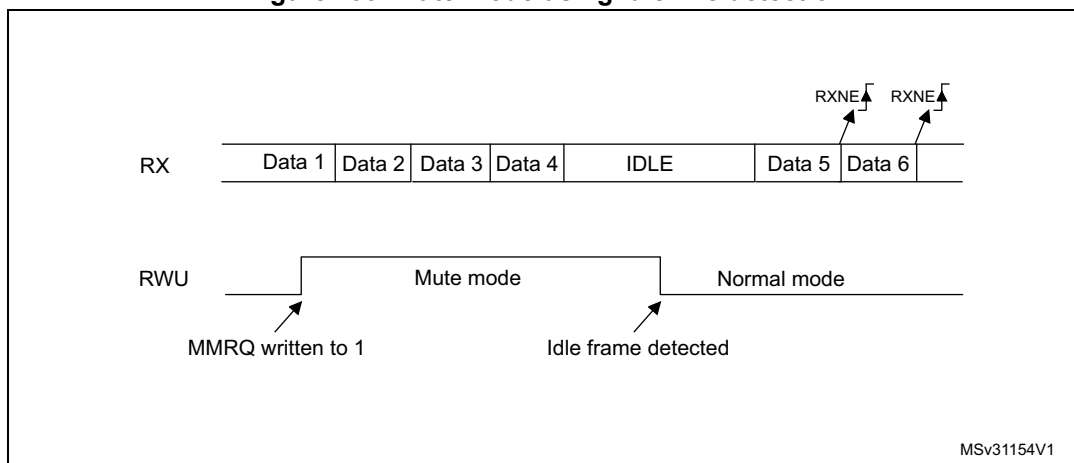 RXNE RXNE
RX Data 1 Data 2 Data 3 Data 4 IDLE Data 5 Data 6
RWU Mute mode Normal mode
MMRQ written to 1 Idle frame detected
MSv31154V1